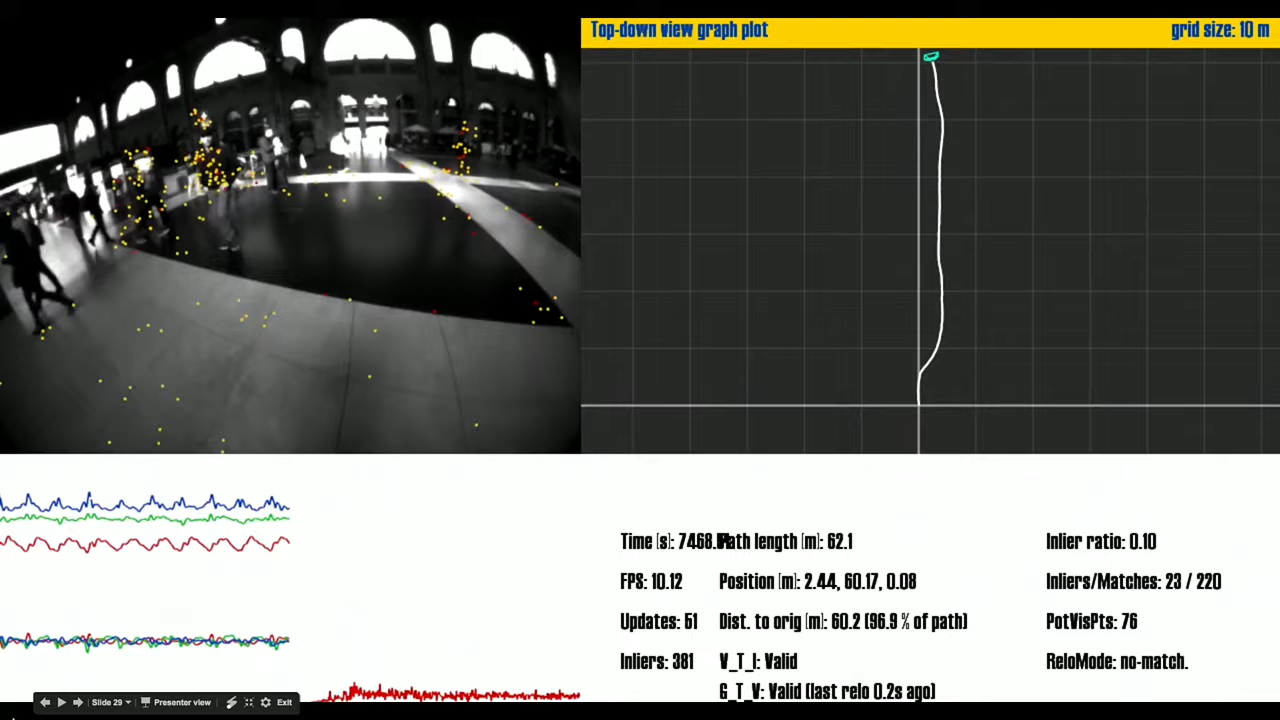 Top-down view graph plot
grid size: 10 m
Time (s): 7468. Path length (m): 62.1
Inlier ratio: 0.10
FPS: 10.12
Position (m): 2.44, 60.17, 0.08
Inliers/Matches: 23 / 220
Updates: 51
Dist. to orig (m): 60.2 (96.9 % of path)
PotVisPts: 76
Inliers: 381
V_T_I: Valid
ReloMode: no-match.
G_T_V: Valid (last relo 0.2s ago)
Slide 29
Presenter view
Exit